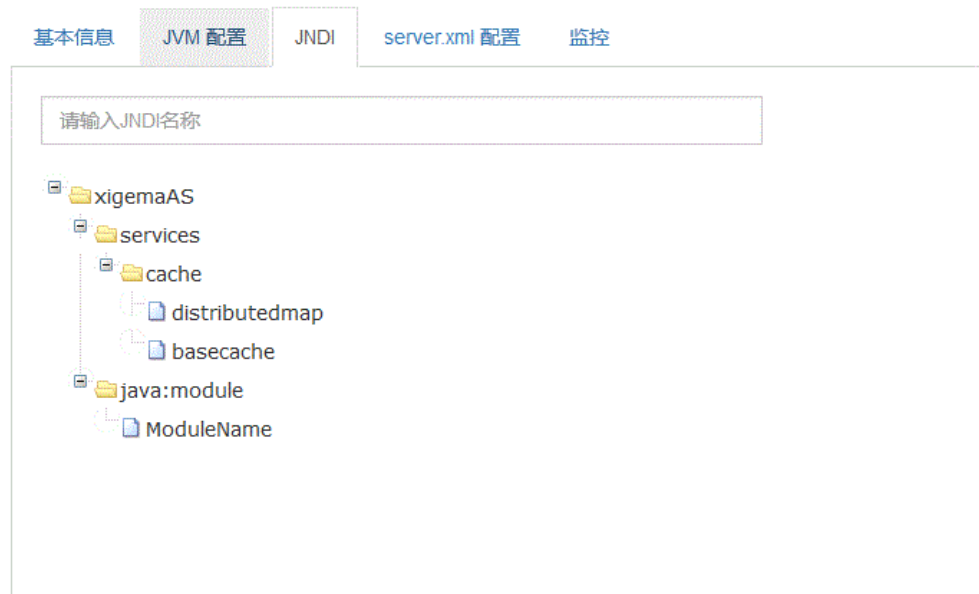 基本信息 JVM 配置 JNDI server.xml 配置 监控
请输入JNDI名称
xigemaAS
services
cache
distributedmap
basecache
java:module
ModuleName